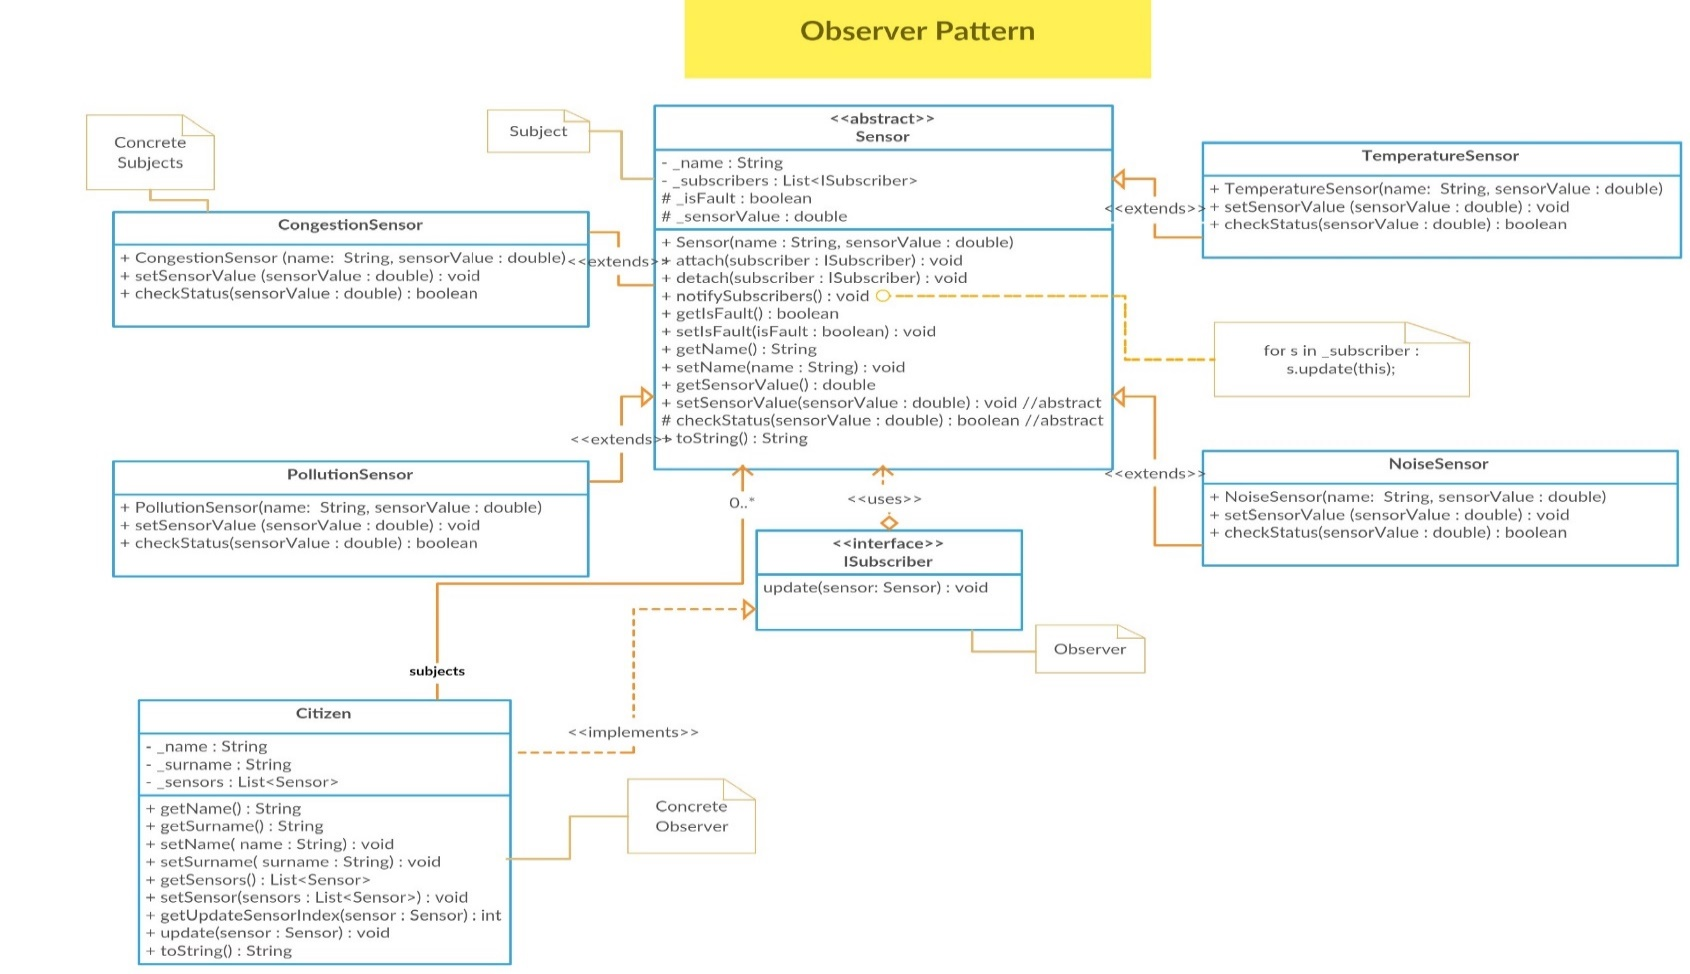 Observer Pattern
Concrete
Subjects
Subject
<<abstract>>
Sensor
- _name : String
- _subscribers : List<ISubscriber>
# _isFault : boolean
# _sensorValue : double
+ Sensor(name : String, sensorValue : double)
+ attach(subscriber : ISubscriber) : void
+ detach(subscriber : ISubscriber) : void
+ notifySubscribers() : void
+ getIsFault() : boolean
+ setIsFault(isFault : boolean) : void
+ getName() : String
+ setName(name : String) : void
+ getSensorValue() : double
+ setSensorValue(sensorValue : double) : void //abstract
# checkStatus(sensorValue : double) : boolean //abstract
+ toString() : String
TemperatureSensor
+ TemperatureSensor(name: String, sensorValue : double)
+ setSensorValue (sensorValue : double) : void
+ checkStatus(sensorValue : double) : boolean
<<extends>>
CongestionSensor
+ CongestionSensor (name: String, sensorValue : double)
+ setSensorValue (sensorValue : double) : void
+ checkStatus(sensorValue : double) : boolean
<<extends>>
for s in _subscriber :
s.update(this);
<<extends>>
PollutionSensor
+ PollutionSensor(name: String, sensorValue : double)
+ setSensorValue (sensorValue : double) : void
+ checkStatus(sensorValue : double) : boolean
<<extends>>
NoiseSensor
+ NoiseSensor(name: String, sensorValue : double)
+ setSensorValue (sensorValue : double) : void
+ checkStatus(sensorValue : double) : boolean
0..*
<<uses>>
<<interface>>
ISubscriber
update(sensor: Sensor) : void
Observer
subjects
<<implements>>
Citizen
- _name : String
- _surname : String
- _sensors : List<Sensor>
+ getName() : String
+ getSurname() : String
+ setName( name : String) : void
+ setSurname( surname : String) : void
+ getSensors() : List<Sensor>
+ setSensor(sensors : List<Sensor>) : void
+ getUpdateSensorIndex(sensor : Sensor) : int
+ update(sensor : Sensor) : void
+ toString() : String
Concrete
Observer